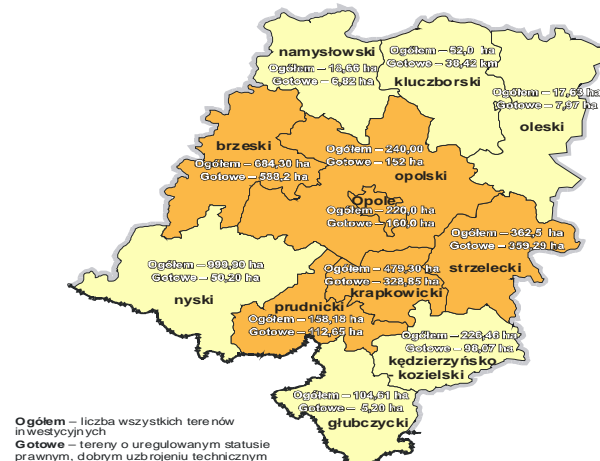 namysłowski
Ogółem – 18,66 ha
Gotowe – 6,82 ha
Ogółem – 52,0 ha
Gotowe – 38,42 km
kluczborski
Ogółem – 17,63 ha
Gotowe – 7,97 ha
oleski
brzeski
Ogółem – 684,30 ha
Gotowe – 588,2 ha
Ogółem – 240,00
Gotowe – 152 ha
opolski
Opole
Ogółem – 220,0 ha
Gotowe – 160,0 ha
Ogółem – 362,5 ha
Gotowe – 359,29 ha
strzelecki
Gotowe – 50,20 ha
nyski
Ogółem – 479,30 ha
Gotowe – 328,85 ha
krapkowicki
prudnicki
Ogółem – 158,18 ha
Gotowe – 112,65 ha
Ogółem – 226,46 ha
Gotowe – 98,07 ha
kędzierzyńsko
kozielski
Ogółem – 104,61 ha
Gotowe – 5,20 ha
głubczycki
Ogółem – liczba wszystkich terenów
inwestycyjnych
Gotowe – tereny o uregulowanym statusie
prawnym, dobrym uzbrojeniu technicznym